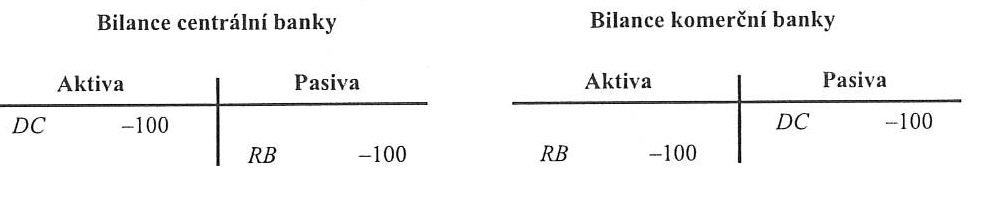 Bilance centrální banky
Aktiva Pasiva
DC –100
RB –100
Bilance komerční banky
Aktiva Pasiva
DC –100
RB –100